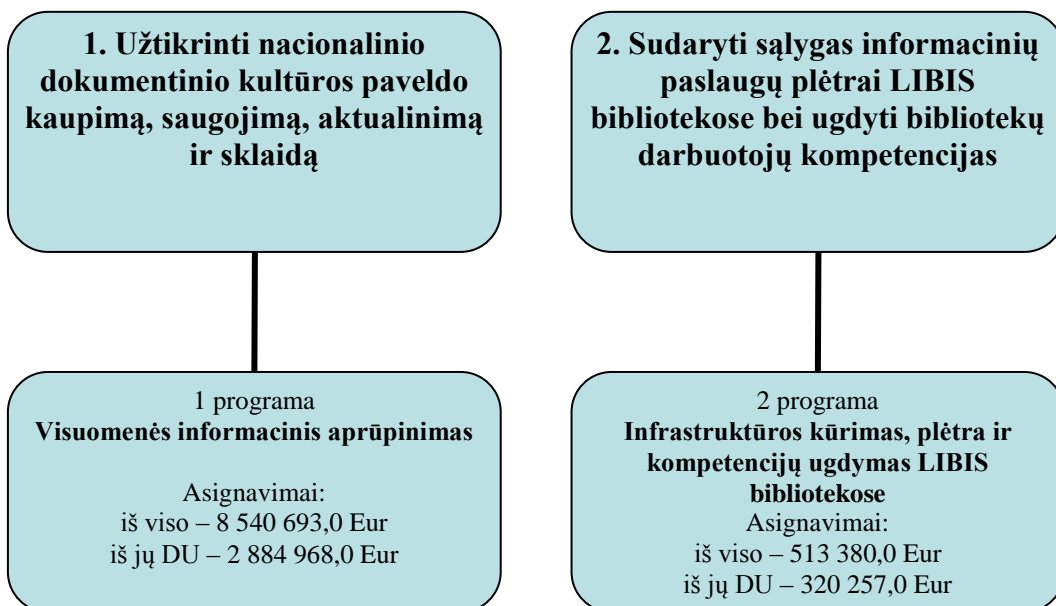 1. Užtikrinti nacionalinio
dokumentinio kultūros paveldo
kaupimą, saugojimą, aktualinimą
ir sklaidą
2. Sudaryti sąlygas informacinių
paslaugų plėtrai LIBIS
bibliotekose bei ugdyti bibliotekų
darbuotojų kompetencijas
1 programa
Visuomenės informacinis aprūpinimas
Asignavimai:
iš viso – 8 540 693,0 Eur
iš jų DU – 2 884 968,0 Eur
2 programa
Infrastruktūros kūrimas, plėtra ir
kompetencijų ugdymas LIBIS
bibliotekose
Asignavimai:
iš viso – 513 380,0 Eur
iš jų DU – 320 257,0 Eur